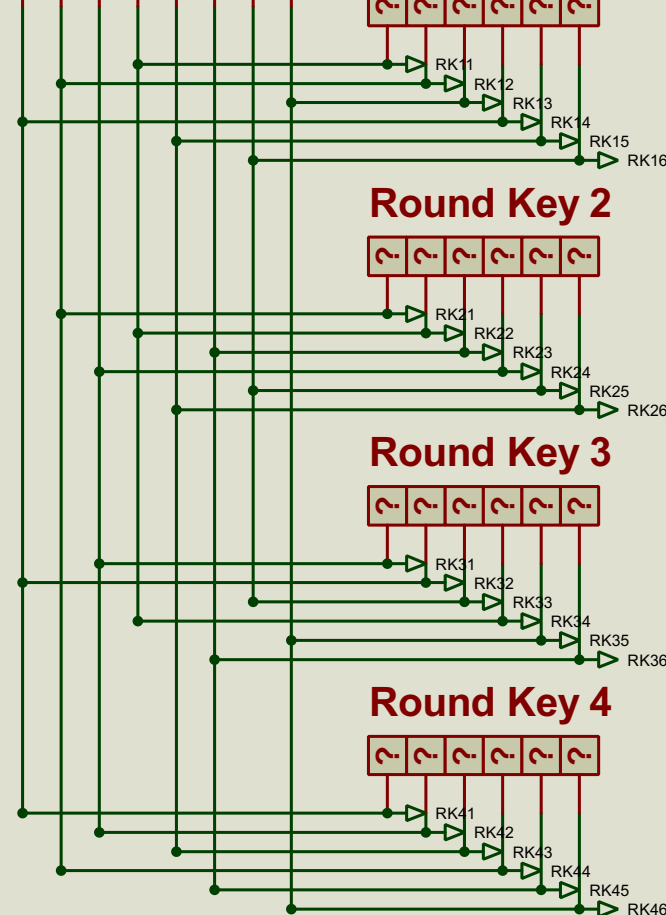 ? ? ? ? ? ?
RK11
RK12
RK13
RK14
RK15
RK16
Round Key 2
? ? ? ? ? ?
RK21
RK22
RK23
RK24
RK25
RK26
Round Key 3
? ? ? ? ? ?
RK31
RK32
RK33
RK34
RK35
RK36
Round Key 4
? ? ? ? ? ?
RK41
RK42
RK43
RK44
RK45
RK46